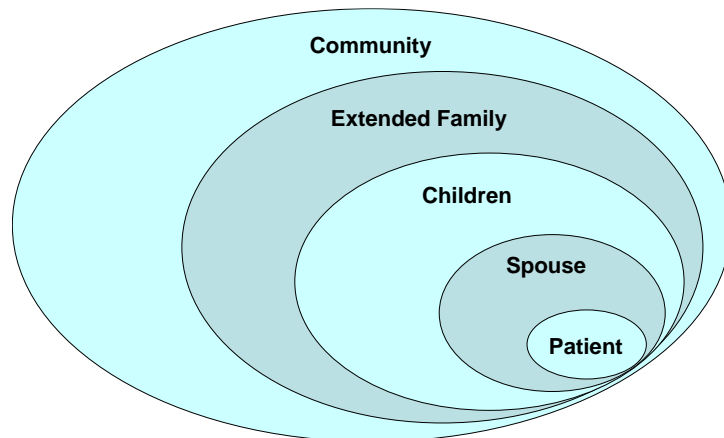 Community
Extended Family
Children
Spouse
Patient